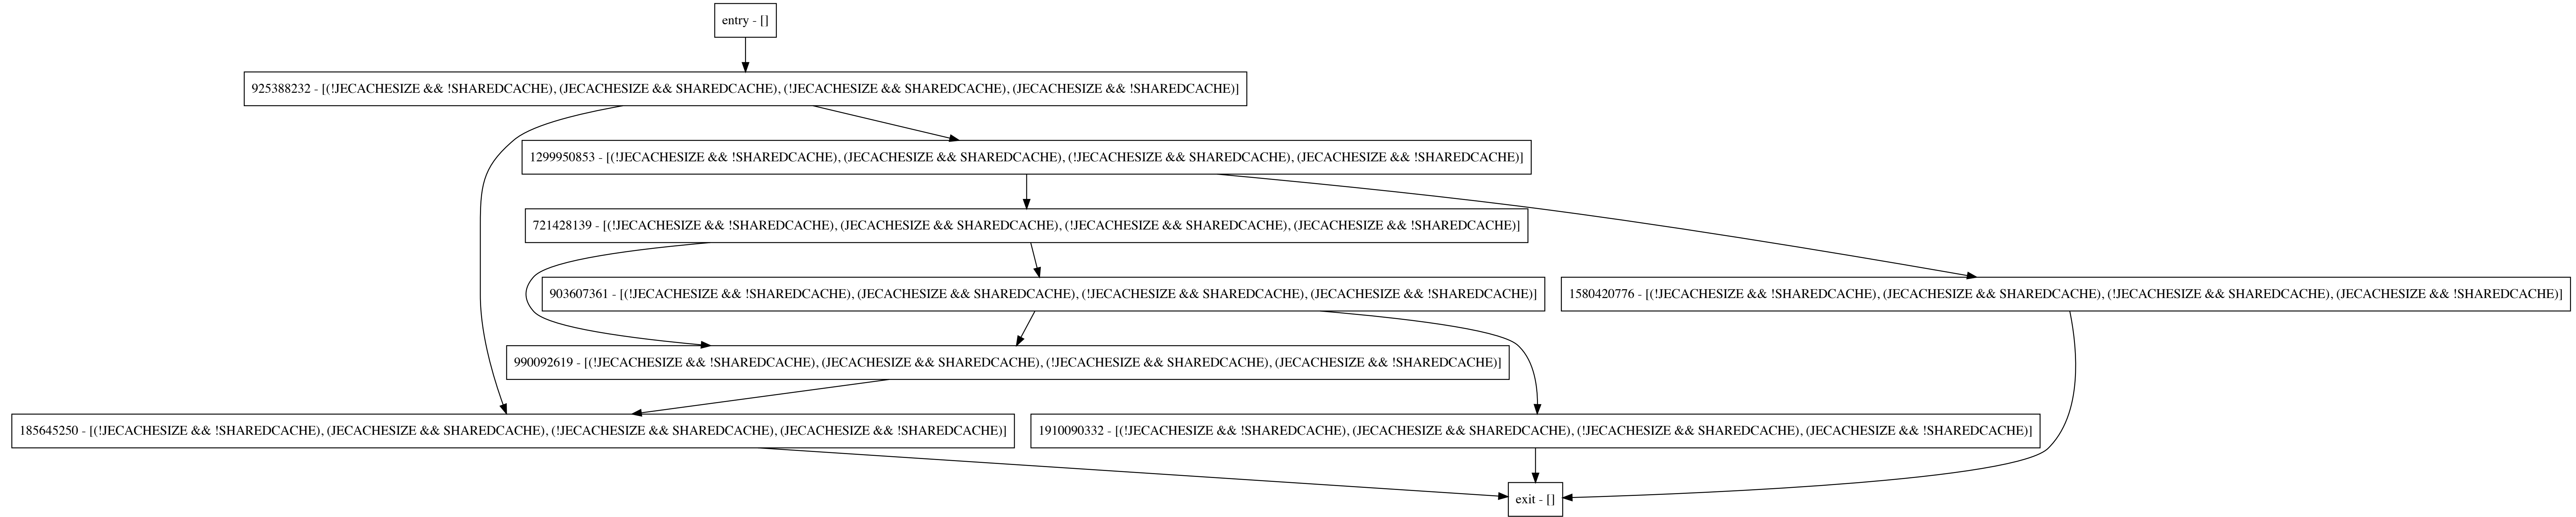 entry - []
925388232 - [(!JECACHESIZE && !SHAREDCACHE), (JECACHESIZE && SHAREDCACHE), (!JECACHESIZE && SHAREDCACHE), (JECACHESIZE && !SHAREDCACHE)]
1299950853 - [(!JECACHESIZE && !SHAREDCACHE), (JECACHESIZE && SHAREDCACHE), (!JECACHESIZE && SHAREDCACHE), (JECACHESIZE && !SHAREDCACHE)]
721428139 - [(!JECACHESIZE && !SHAREDCACHE), (JECACHESIZE && SHAREDCACHE), (!JECACHESIZE && SHAREDCACHE), (JECACHESIZE && !SHAREDCACHE)]
903607361 - [(!JECACHESIZE && !SHAREDCACHE), (JECACHESIZE && SHAREDCACHE), (!JECACHESIZE && SHAREDCACHE), (JECACHESIZE && !SHAREDCACHE)]
1580420776 - [(!JECACHESIZE && !SHAREDCACHE), (JECACHESIZE && SHAREDCACHE), (!JECACHESIZE && SHAREDCACHE), (JECACHESIZE && !SHAREDCACHE)]
990092619 - [(!JECACHESIZE && !SHAREDCACHE), (JECACHESIZE && SHAREDCACHE), (!JECACHESIZE && SHAREDCACHE), (JECACHESIZE && !SHAREDCACHE)]
185645250 - [(!JECACHESIZE && !SHAREDCACHE), (JECACHESIZE && SHAREDCACHE), (!JECACHESIZE && SHAREDCACHE), (JECACHESIZE && !SHAREDCACHE)]
1910090332 - [(!JECACHESIZE && !SHAREDCACHE), (JECACHESIZE && SHAREDCACHE), (!JECACHESIZE && SHAREDCACHE), (JECACHESIZE && !SHAREDCACHE)]
exit - []